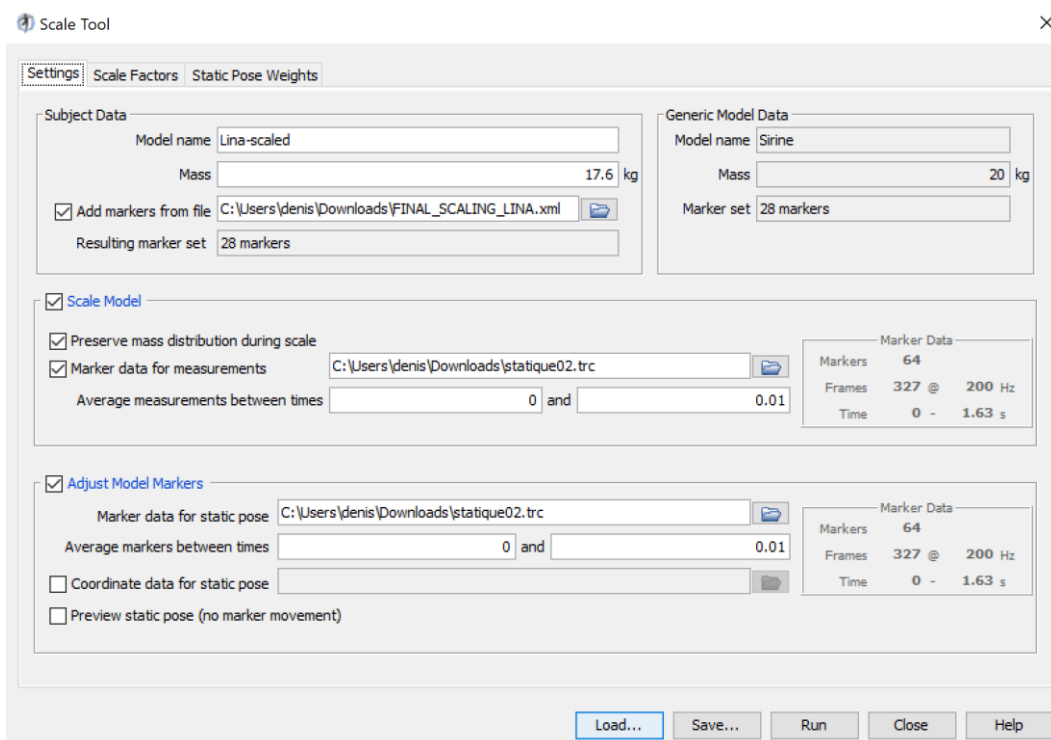 Scale Tool
Settings Scale Factors Static Pose Weights
Subject Data
Model name Lina-scaled
Mass 17.6 kg
Add markers from file C:\Users\denis\Downloads\FINAL_SCALING_LINA.xml
Resulting marker set 28 markers
Generic Model Data
Model name Sirine
Mass 20 kg
Marker set 28 markers
Scale Model
Preserve mass distribution during scale
Marker data for measurements C:\Users\denis\Downloads\statique02.trc
Average measurements between times 0 and 0.01
Marker Data
Markers 64
Frames 327 @ 200 Hz
Time 0 - 1.63 s
Adjust Model Markers
Marker data for static pose C:\Users\denis\Downloads\statique02.trc
Average markers between times 0 and 0.01
Coordinate data for static pose
Preview static pose (no marker movement)
Marker Data
Markers 64
Frames 327 @ 200 Hz
Time 0 - 1.63 s
Load... Save... Run Close Help